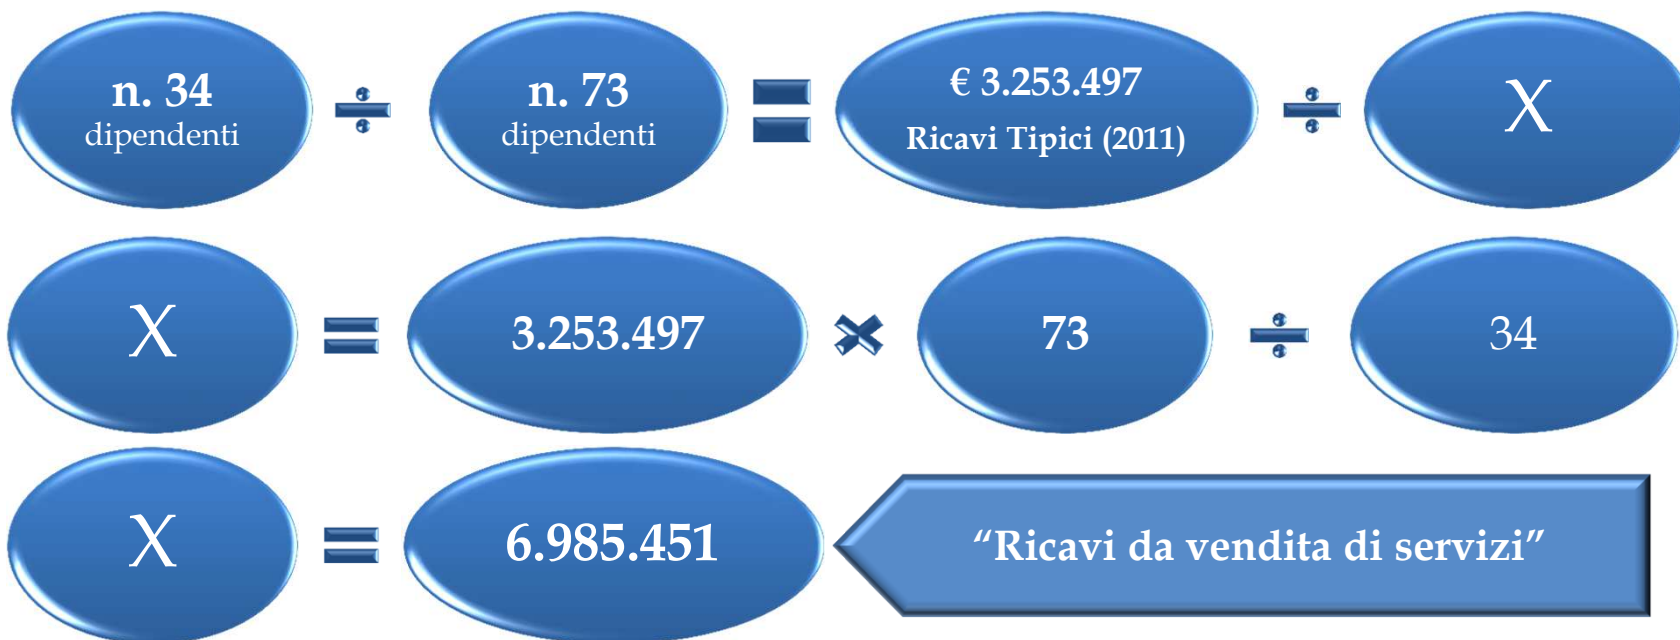 n. 34
dipendenti
÷
n. 73
dipendenti
=
€ 3.253.497
Ricavi Tipici (2011)
÷
X
X
=
3.253.497
×
73
÷
34
X
=
6.985.451
“Ricavi da vendita di servizi”